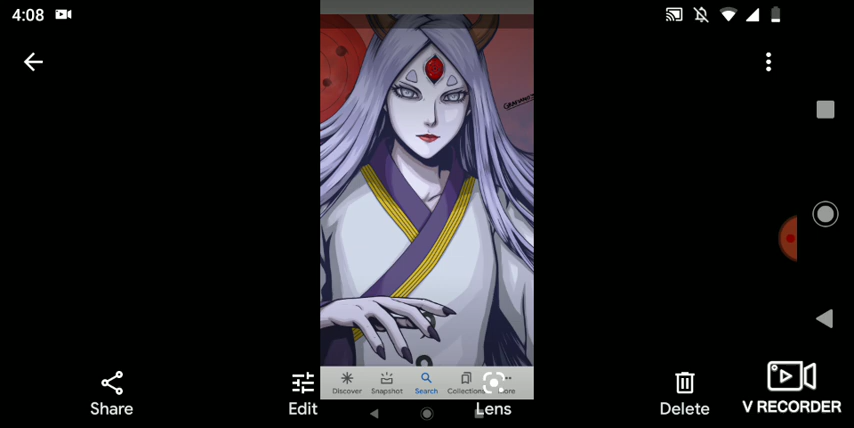 4:08
Discover
Snapshot
Search
Collections
More
Share
Edit
Lens
Delete
V RECORDER